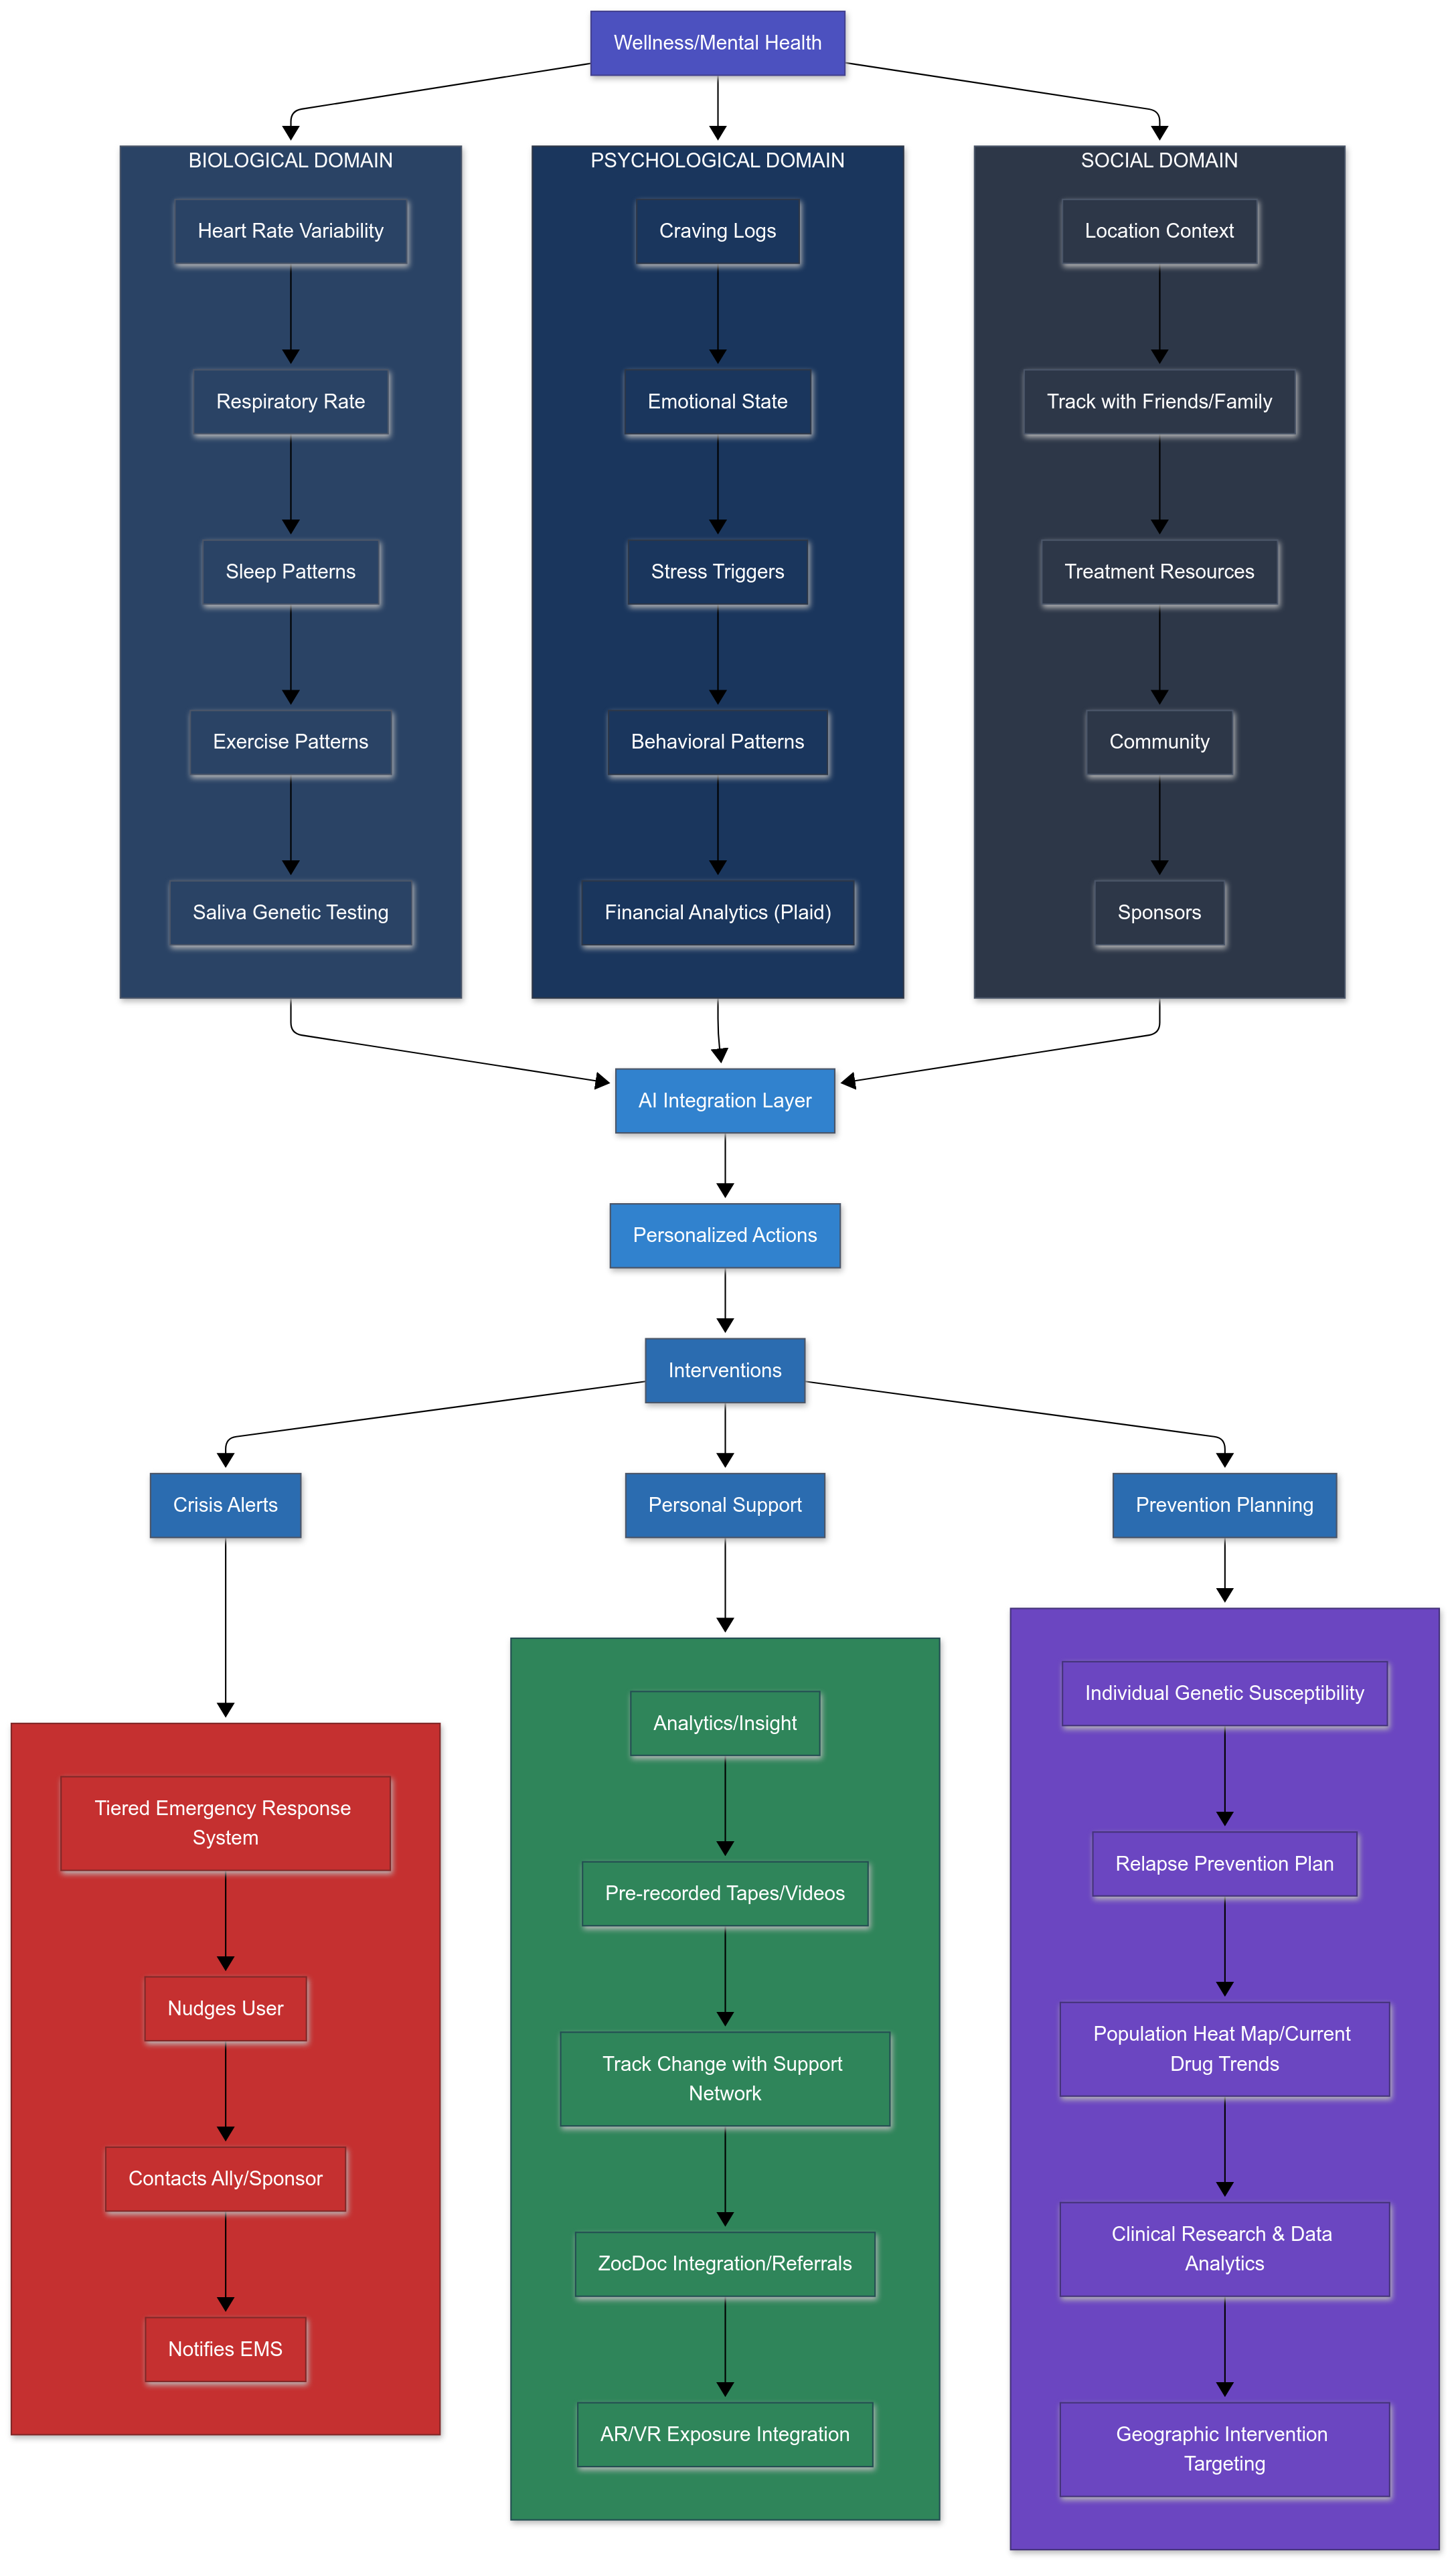 Wellness/Mental Health
BIOLOGICAL DOMAIN
Heart Rate Variability
Respiratory Rate
Sleep Patterns
Exercise Patterns
Saliva Genetic Testing
PSYCHOLOGICAL DOMAIN
Craving Logs
Emotional State
Stress Triggers
Behavioral Patterns
Financial Analytics (Plaid)
SOCIAL DOMAIN
Location Context
Track with Friends/Family
Treatment Resources
Community
Sponsors
AI Integration Layer
Personalized Actions
Interventions
Crisis Alerts
Tiered Emergency Response
System
Nudges User
Contacts Ally/Sponsor
Notifies EMS
Personal Support
Analytics/Insight
Pre-recorded Tapes/Videos
Track Change with Support
Network
ZocDoc Integration/Referrals
AR/VR Exposure Integration
Prevention Planning
Individual Genetic Susceptibility
Relapse Prevention Plan
Population Heat Map/Current
Drug Trends
Clinical Research & Data
Analytics
Geographic Intervention
Targeting